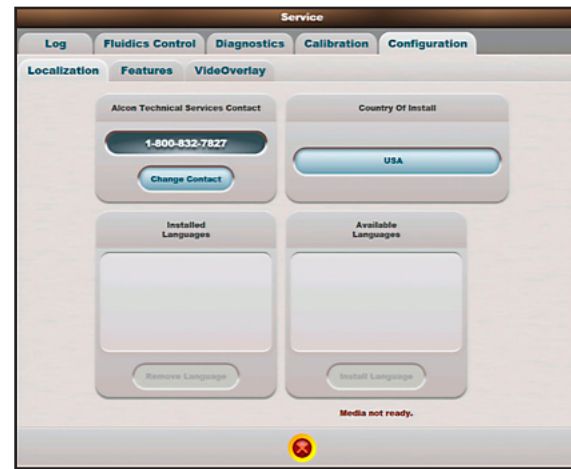 Service
Log Fluidics Control Diagnostics Calibration Configuration
Localization Features VideOverlay
Alcon Technical Services Contact
1-800-832-7827
Change Contact
Country Of Install
USA
Installed
Languages
Remove Language
Available
Languages
Install Language
Media not ready.